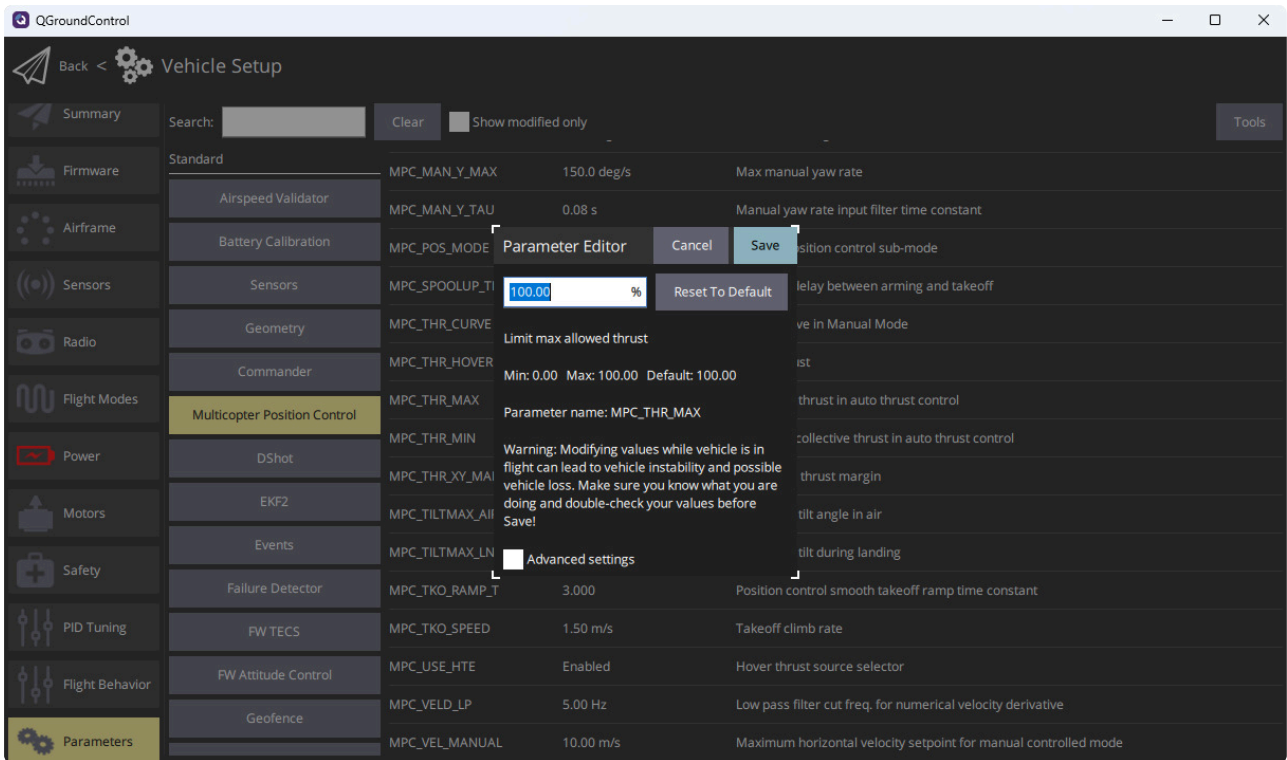 QGroundControl
Back < Vehicle Setup
Summary
Firmware
Airframe
Sensors
Radio
Flight Modes
Power
Motors
Safety
PID Tuning
Flight Behavior
Parameters
Search: Clear Show modified only Tools
Standard
Airspeed Validator
Battery Calibration
Sensors
Geometry
Commander
Multicopter Position Control
DShot
EKF2
Events
Failure Detector
FW TECS
FW Attitude Control
Geofence
MPC_MAN_Y_MAX 150.0 deg/s Max manual yaw rate
MPC_MAN_Y_TAU 0.08 s Manual yaw rate input filter time constant
MPC_POS_MODE sition control sub-mode
MPC_SPOOLUP_T elay between arming and takeoff
MPC_THR_CURVE ve in Manual Mode
MPC_THR_HOVER ust
MPC_THR_MAX thrust in auto thrust control
MPC_THR_MIN collective thrust in auto thrust control
MPC_THR_XY_MA thrust margin
MPC_TILTMAX_AI tilt angle in air
MPC_TILTMAX_LN tilt during landing
MPC_TKO_RAMP_T 3.000 Position control smooth takeoff ramp time constant
MPC_TKO_SPEED 1.50 m/s Takeoff climb rate
MPC_USE_HTE Enabled Hover thrust source selector
MPC_VELD_LP 5.00 Hz Low pass filter cut freq. for numerical velocity derivative
MPC_VEL_MANUAL 10.00 m/s Maximum horizontal velocity setpoint for manual controlled mode
Parameter Editor Cancel Save
100.00 % Reset To Default
Limit max allowed thrust
Min: 0.00 Max: 100.00 Default: 100.00
Parameter name: MPC_THR_MAX
Warning: Modifying values while vehicle is in
flight can lead to vehicle instability and possible
vehicle loss. Make sure you know what you are
doing and double-check your values before
Save!
Advanced settings